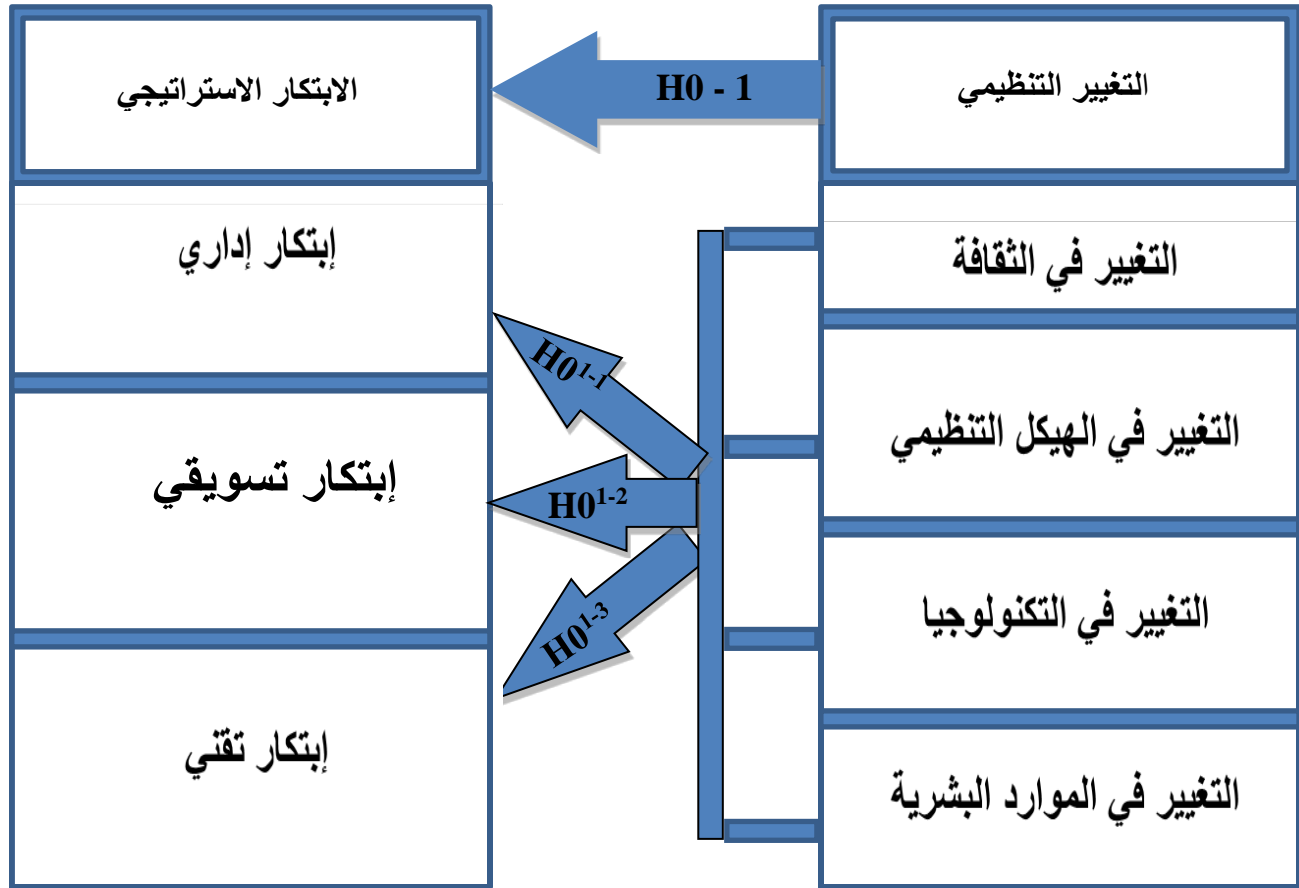 التغيير التنظيمي
H0 - 1
الابتكار الاستراتيجي
التغيير في الثقافة
التغيير في الهيكل التنظيمي
التغيير في التكنولوجيا
التغيير في الموارد البشرية
H0¹⁻¹
H0¹⁻²
H0¹⁻³
إبتكار إداري
إبتكار تسويقي
إبتكار تقني